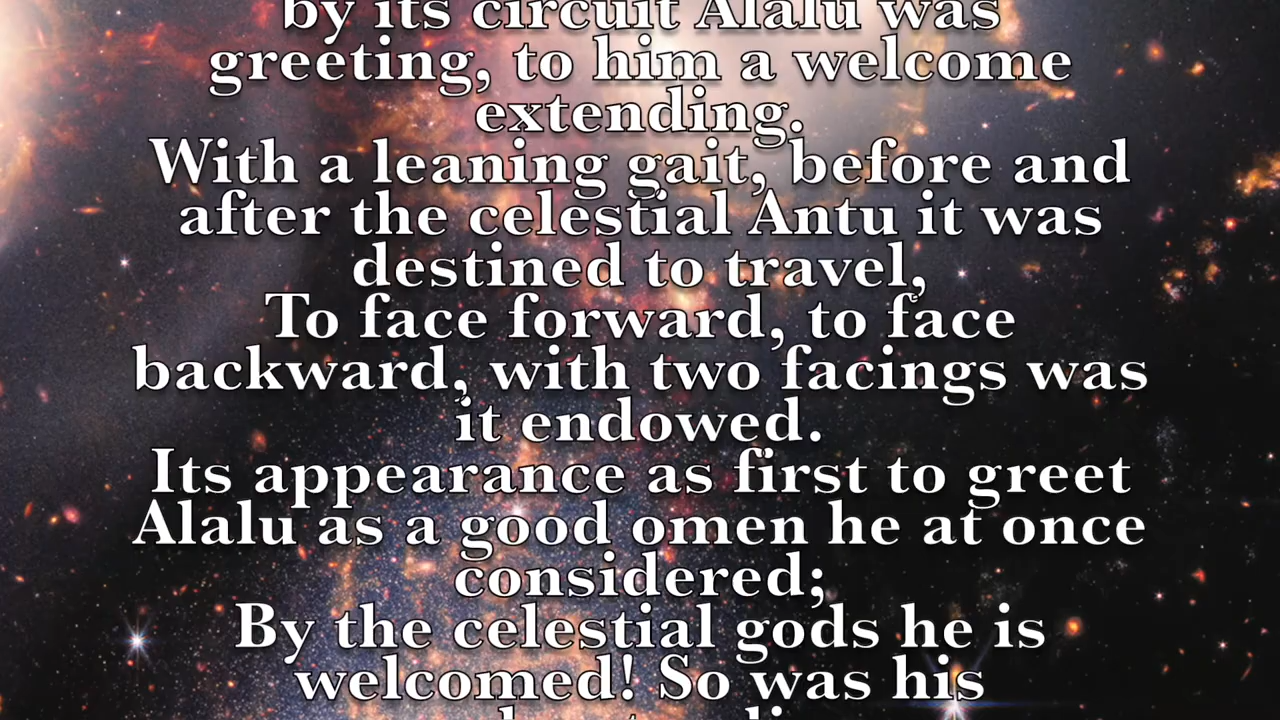 by its circuit Alalu was
greeting, to him a welcome
extending.
With a leaning gait, before and
after the celestial Antu it was
destined to travel,
To face forward, to face
backward, with two facings was
it endowed.
Its appearance as first to greet
Alalu as a good omen he at once
considered;
By the celestial gods he is
welcomed! So was his